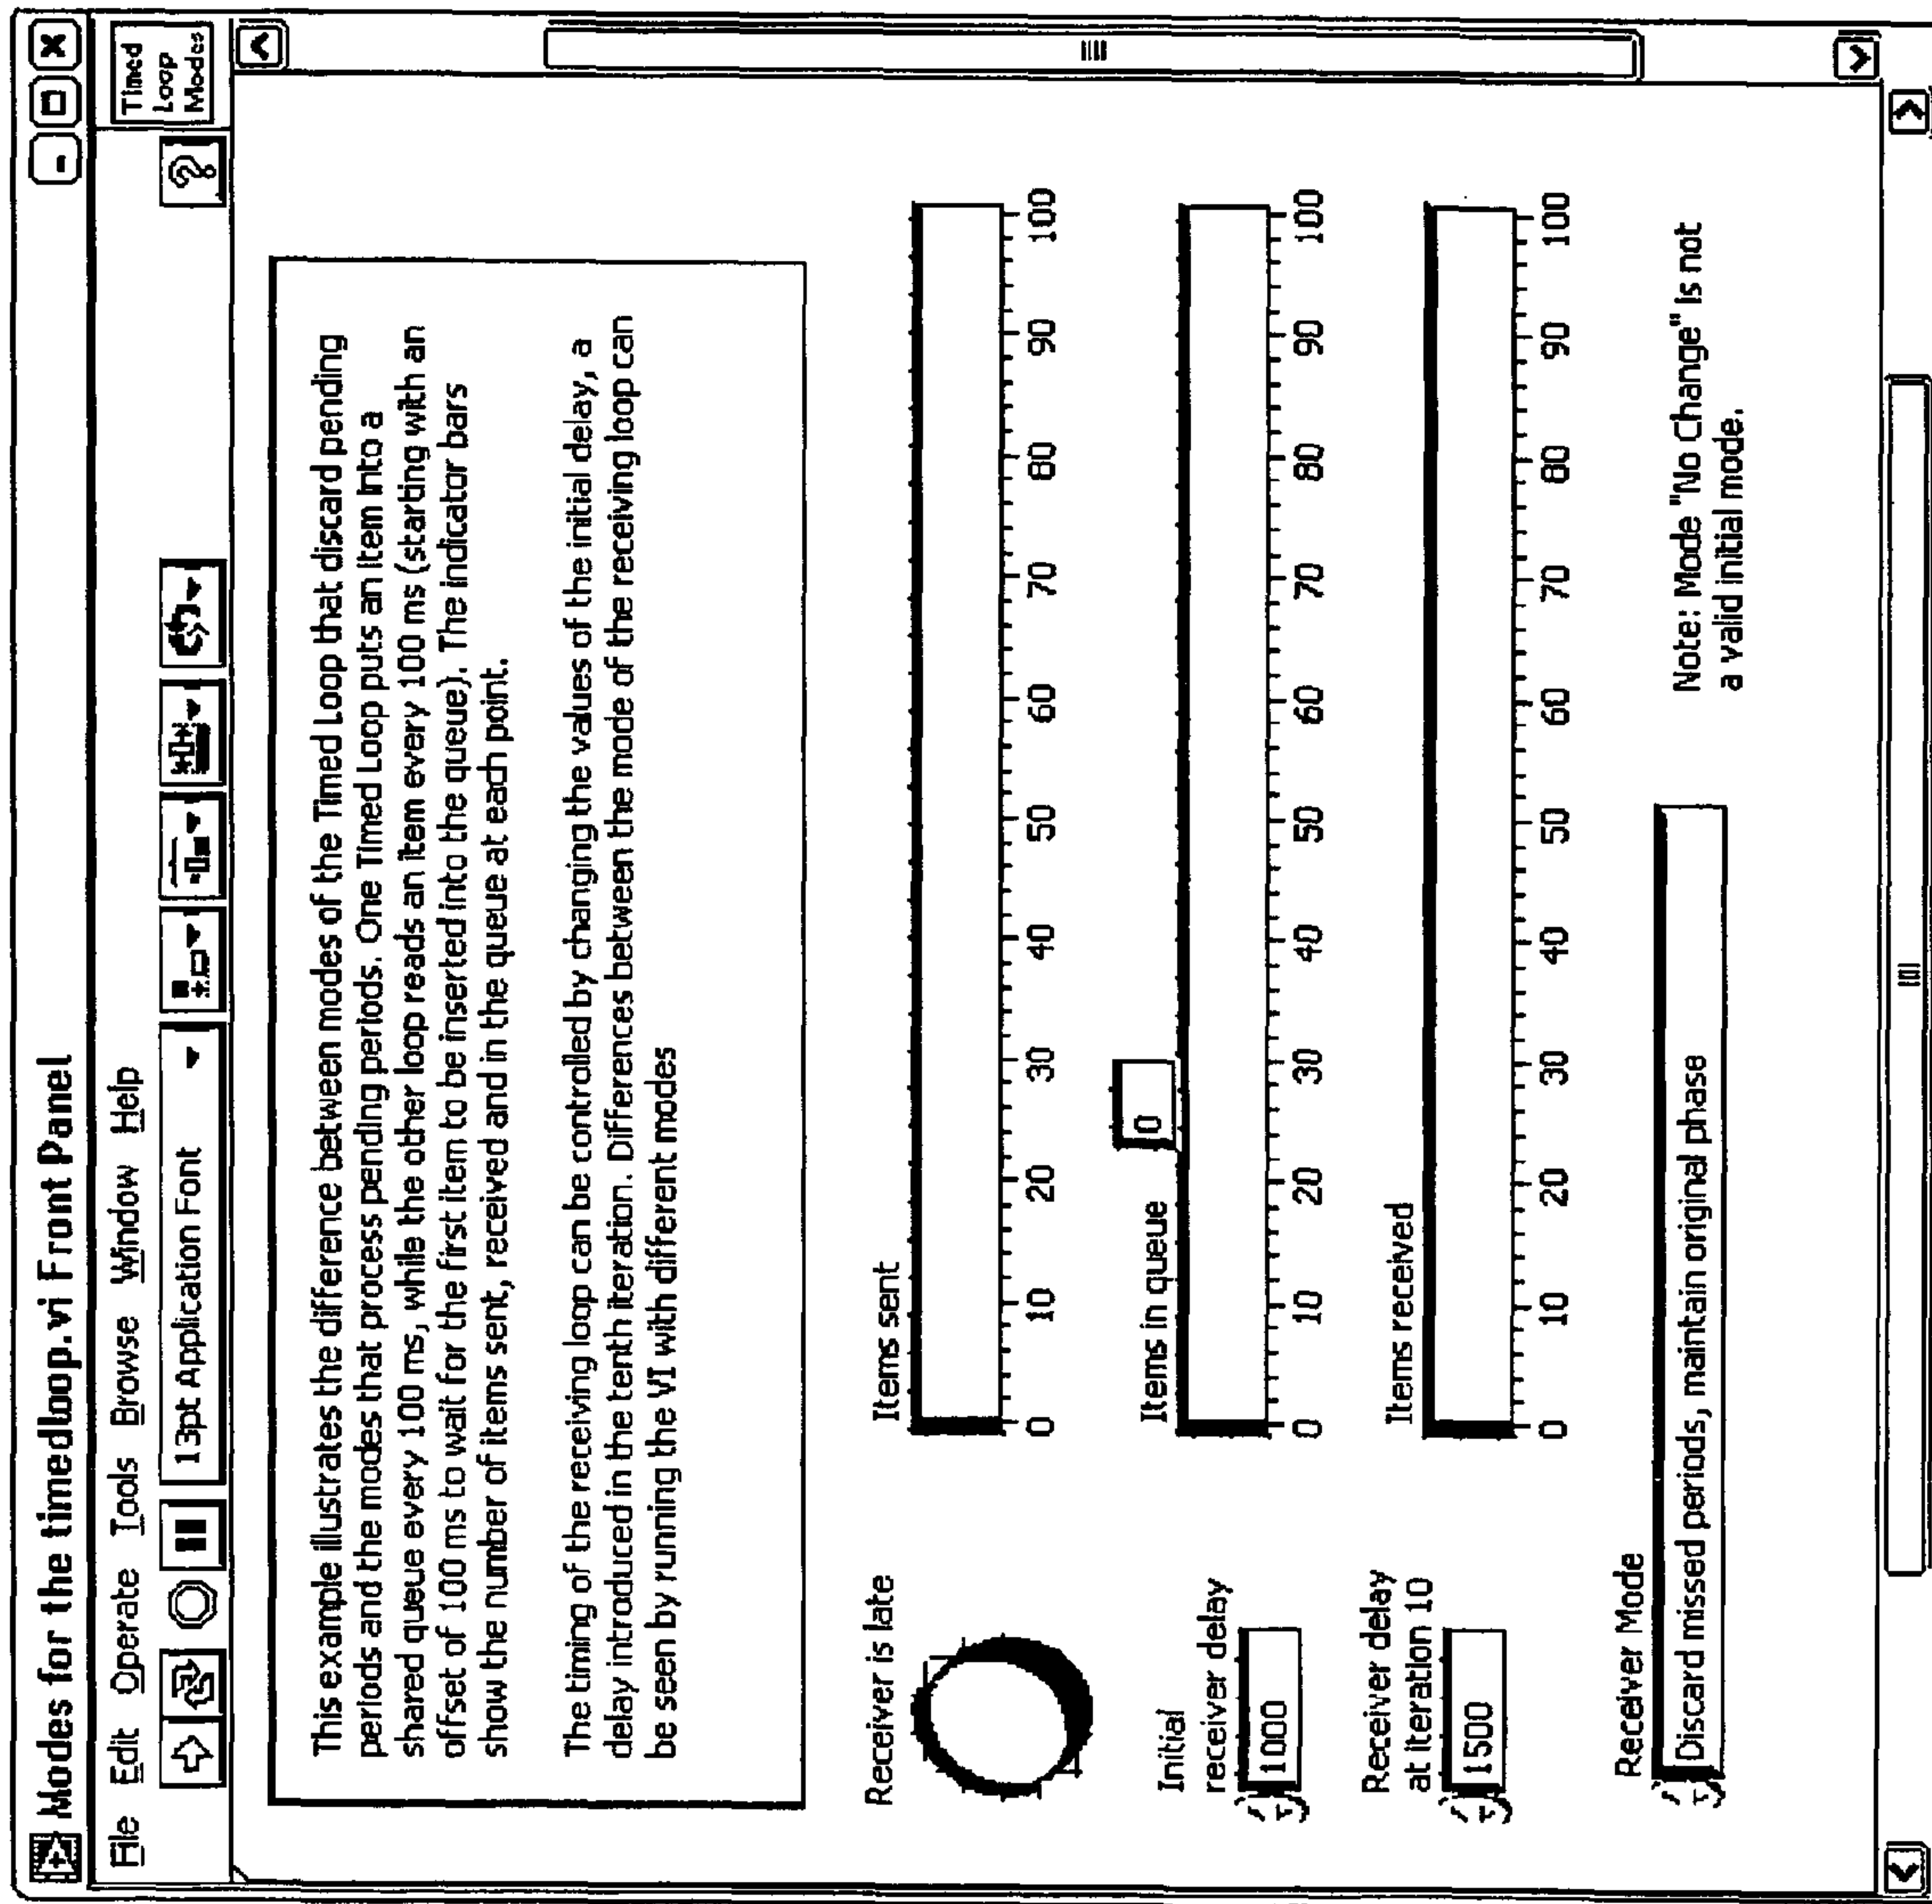 Modes for the timedloop.vi Front Panel
File Edit Operate Tools Browse Window Help
13pt Application Font
?
Timed
Loop
Modes
This example illustrates the difference between modes of the Timed Loop that discard pending
periods and the modes that process pending periods. One Timed Loop puts an item into a
shared queue every 100 ms, while the other loop reads an item every 100 ms (starting with an
offset of 100 ms to wait for the first item to be inserted into the queue). The indicator bars
show the number of items sent, received and in the queue at each point.
The timing of the receiving loop can be controlled by changing the values of the initial delay, a
delay introduced in the tenth iteration. Differences between the mode of the receiving loop can
be seen by running the VI with different modes
Receiver is late
Items sent
0 10 20 30 40 50 60 70 80 90 100
Initial
receiver delay
1000
Items in queue
0
0 10 20 30 40 50 60 70 80 90 100
Receiver delay
at iteration 10
1500
Items received
0 10 20 30 40 50 60 70 80 90 100
Receiver Mode
Discard missed periods, maintain original phase
Note: Mode "No Change" is not
a valid initial mode.